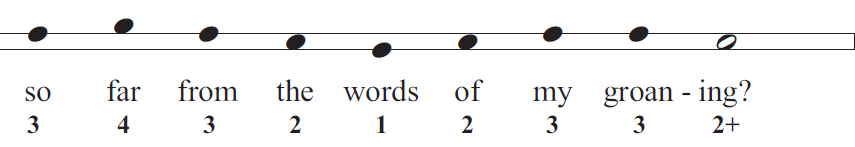 so far from the words of my groan - ing?
3 4 3 2 1 2 3 3 2+